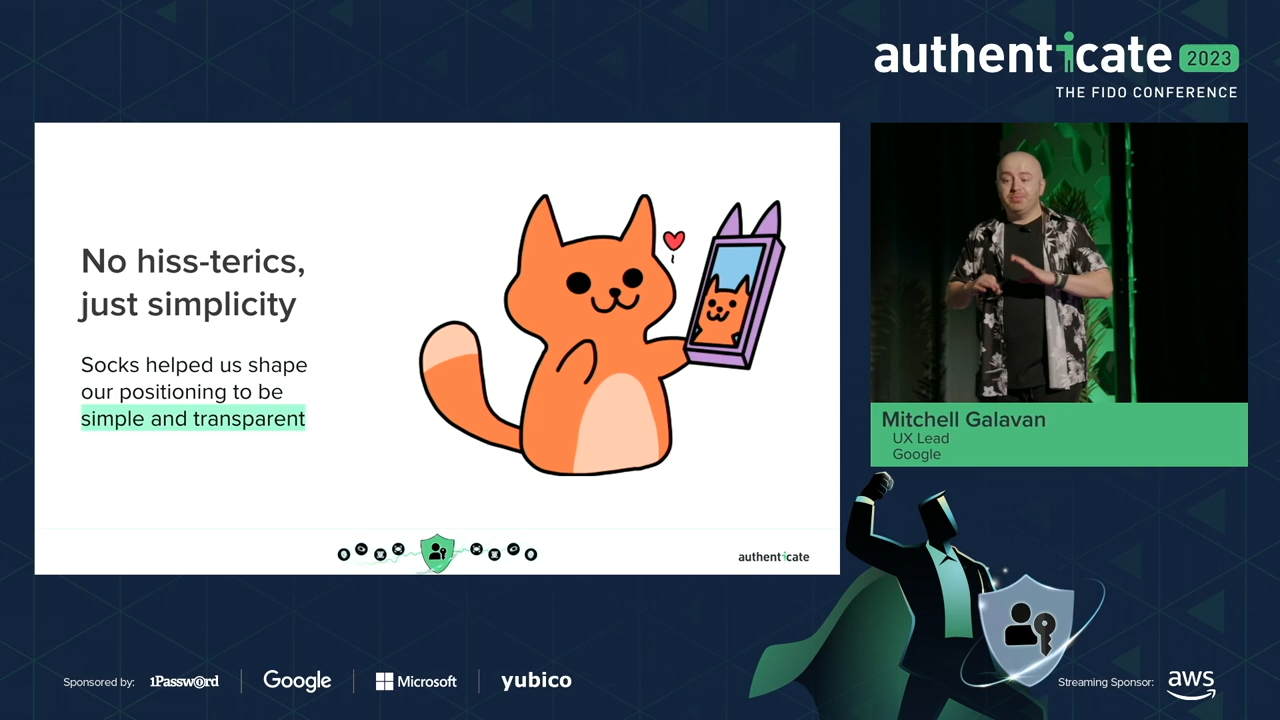 authenticate 2023
THE FIDO CONFERENCE
No hiss-terics,
just simplicity
Socks helped us shape
our positioning to be
simple and transparent
authenticate
Mitchell Galavan
UX Lead
Google
Sponsored by: 1Password Google Microsoft yubico
Streaming Sponsor: aws